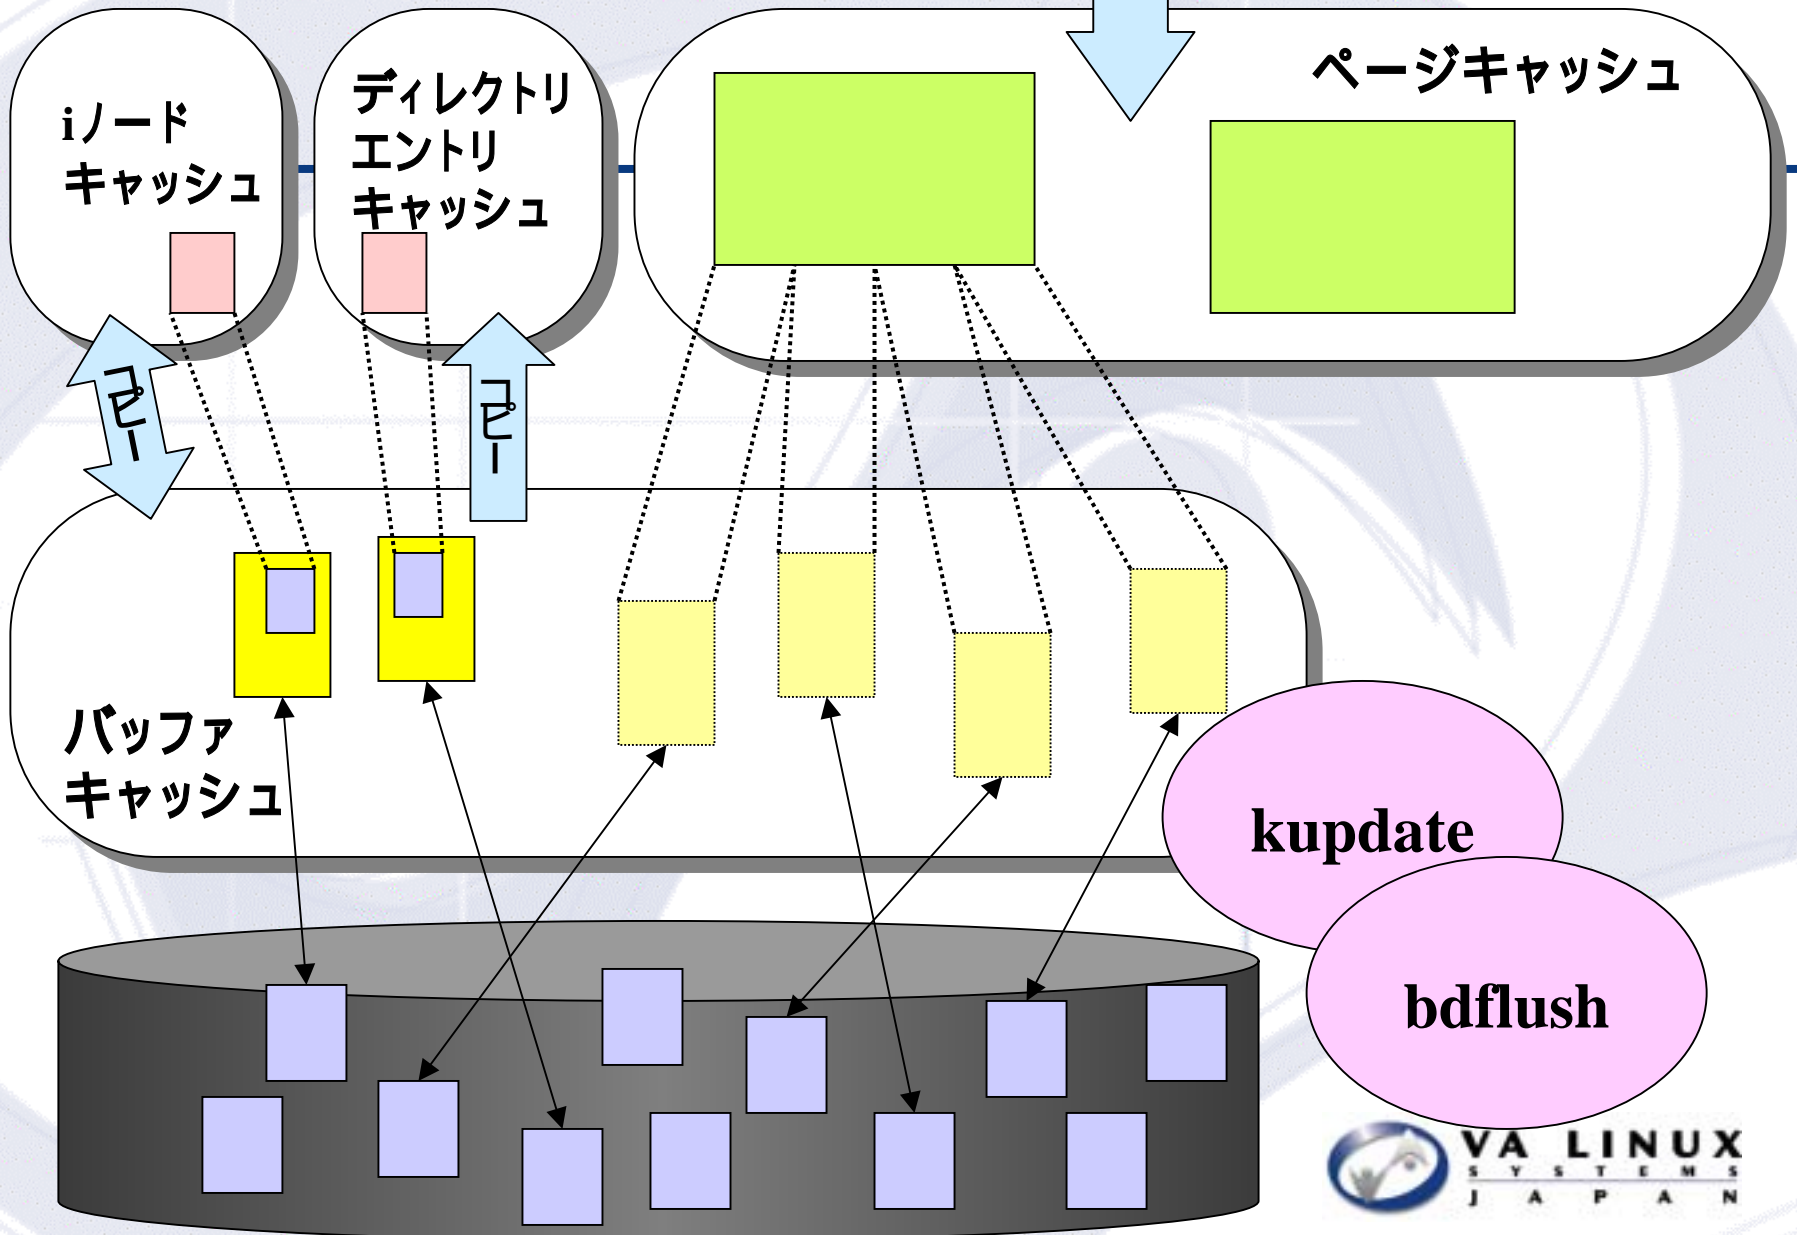 iノード
キャッシュ
ディレクトリ
エントリ
キャッシュ
ページキャッシュ
コピー
コピー
バッファ
キャッシュ
kupdate
bdflush
VA LINUX
SYSTEMS
JAPAN